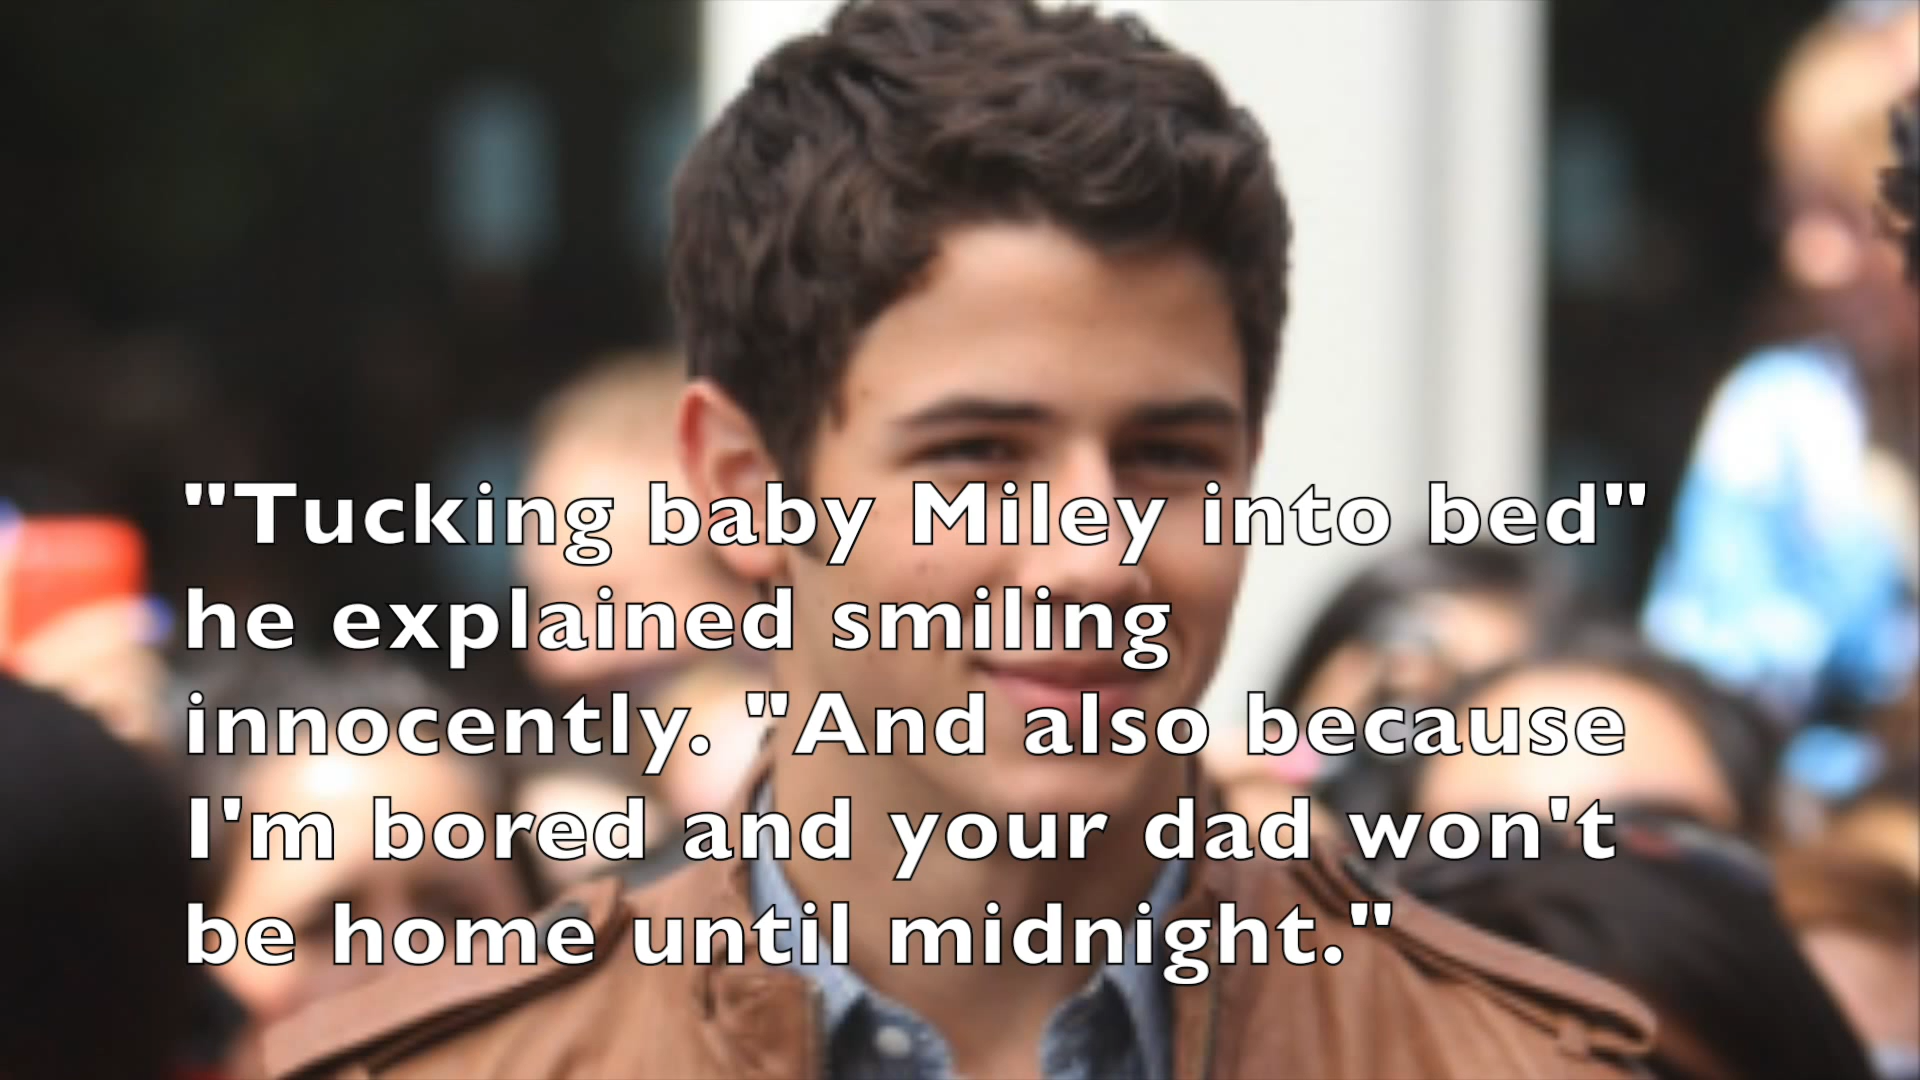 "Tucking baby Miley into bed"
he explained smiling
innocently. "And also because
I'm bored and your dad won't
be home until midnight."